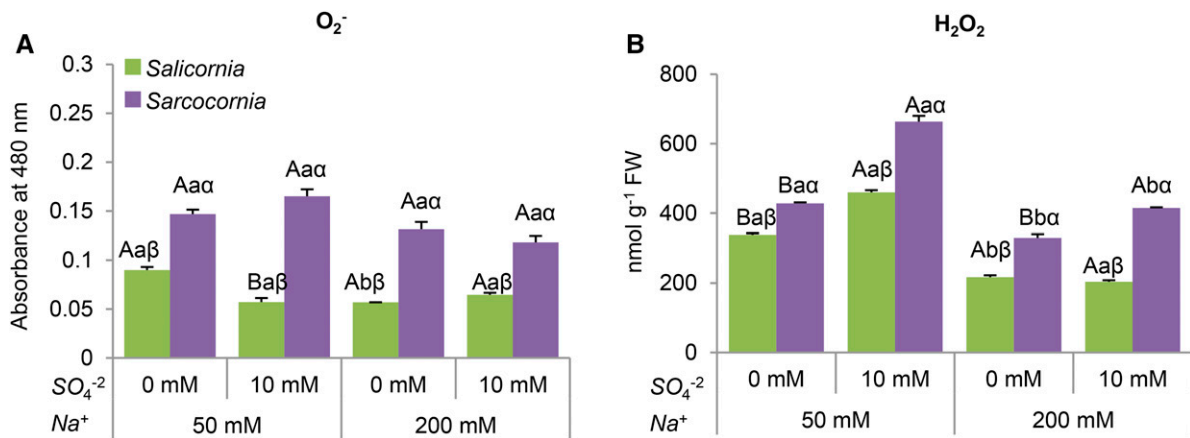 A
O₂⁻
Absorbance at 480 nm
0.3
0.25
0.2
0.15
0.1
0.05
0
Salicornia
Sarcocornia
Aaβ
Aaα
Baβ
Aaα
Abβ
Aaα
Aaβ
Aaα
SO₄⁻² 0 mM 10 mM 0 mM 10 mM
Na⁺ 50 mM 200 mM
B
H₂O₂
nmol g⁻¹ FW
800
600
400
200
0
Baβ
Baα
Aaβ
Aaα
Abβ
Bbα
Aaβ
Abα
SO₄⁻² 0 mM 10 mM 0 mM 10 mM
Na⁺ 50 mM 200 mM